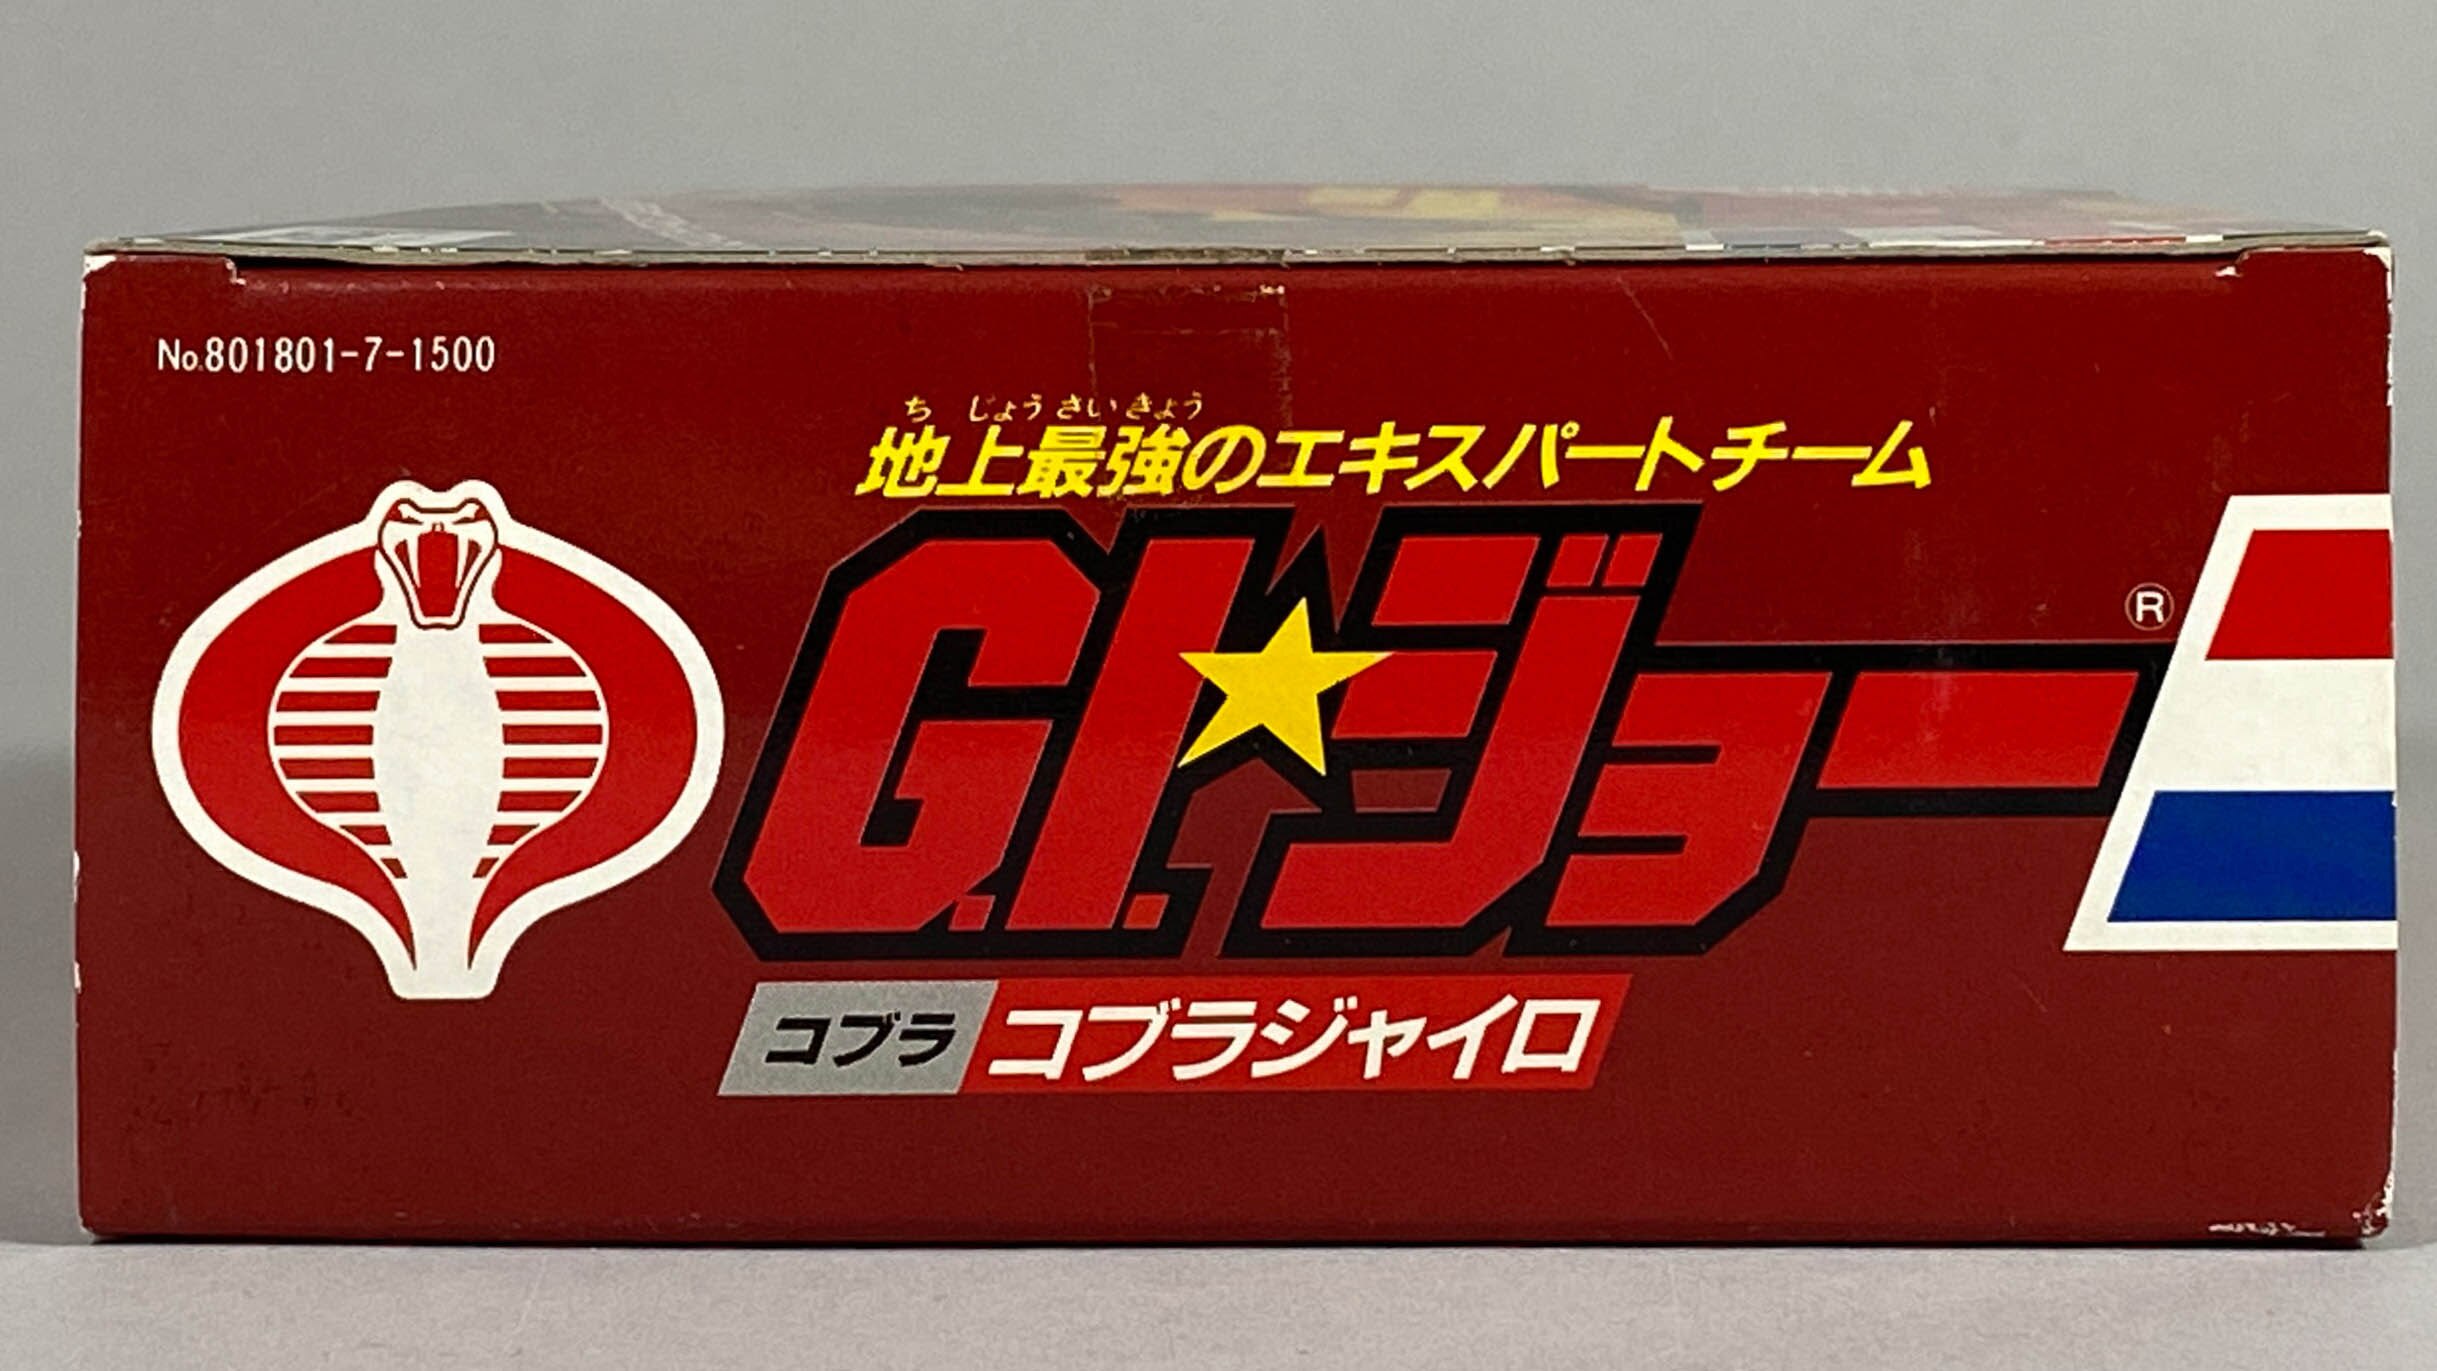 No.801801-7-1500
ち じょう さい きょう
地上最強のエキスパートチーム
G.I.ジョー
®
コブラ コブラジャイロ